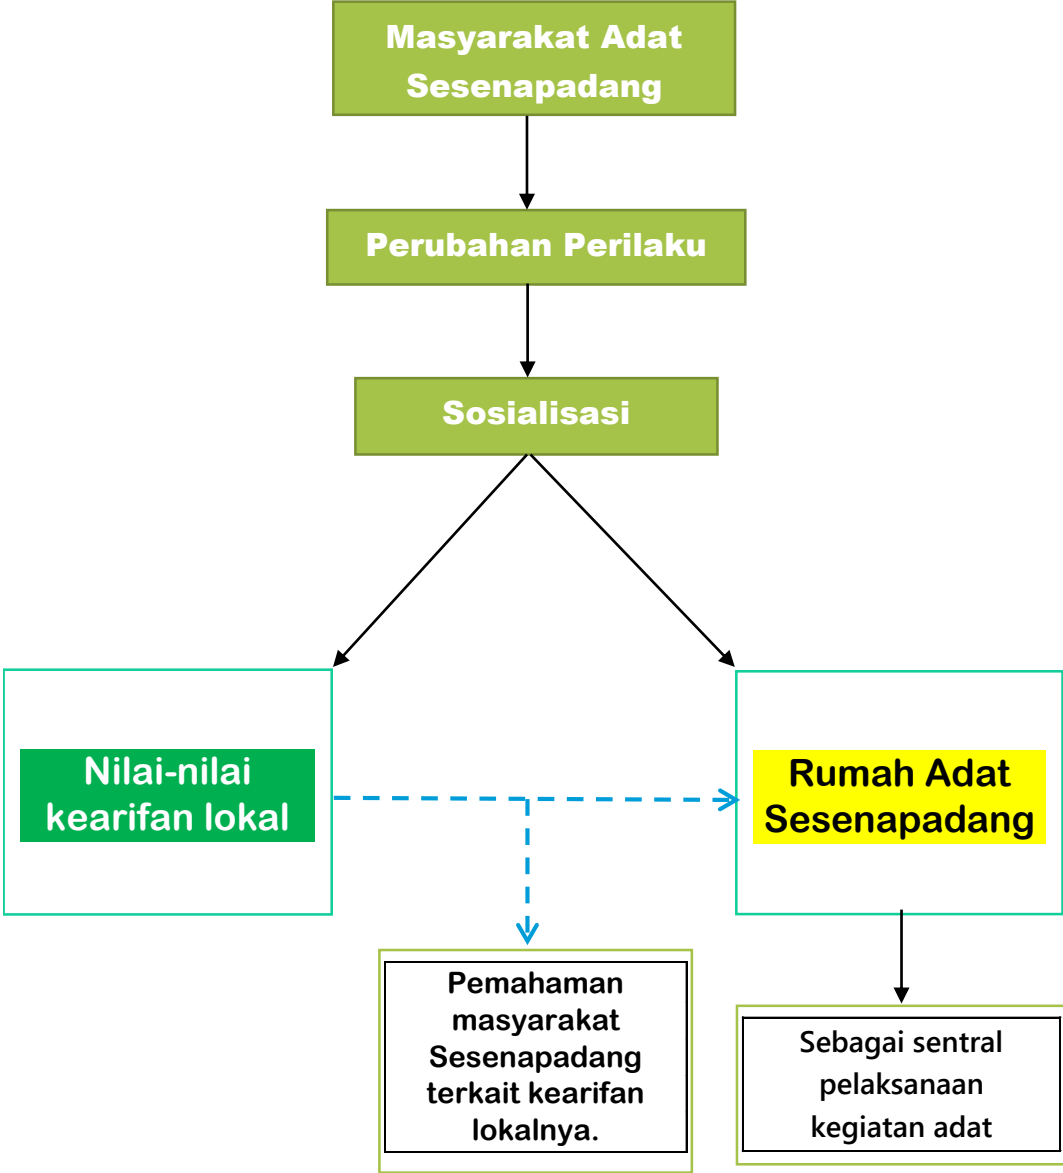 Masyarakat Adat
Sesenapadang
Perubahan Perilaku
Sosialisasi
Nilai-nilai
kearifan lokal
Rumah Adat
Sesenapadang
Pemahaman
masyarakat
Sesenapadang
terkait kearifan
lokalnya.
Sebagai sentral
pelaksanaan
kegiatan adat